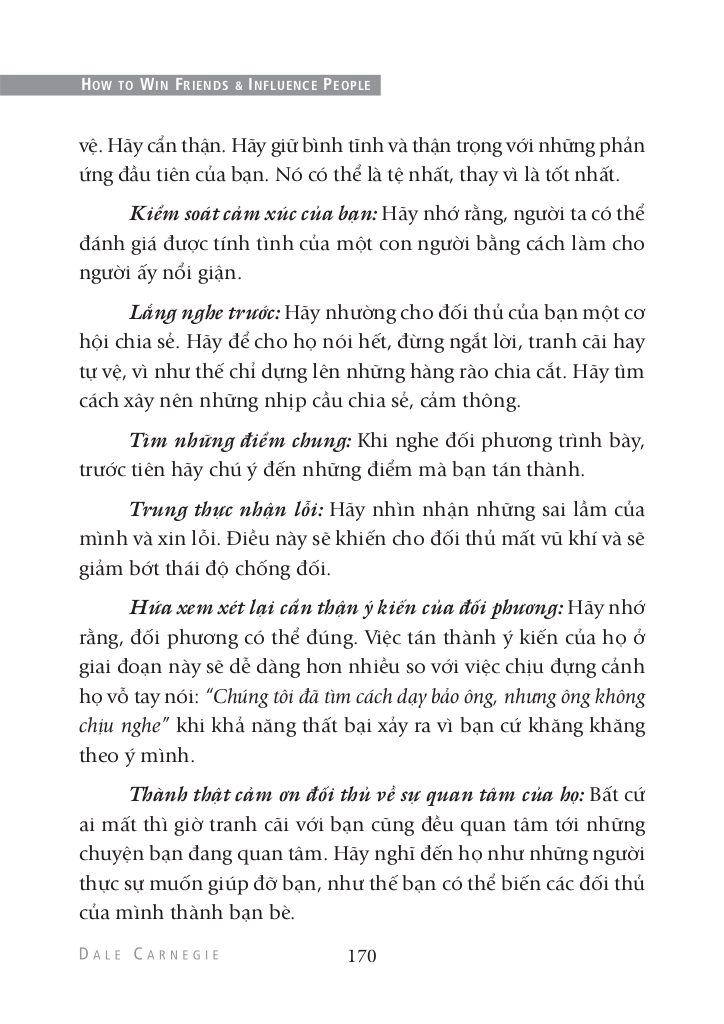 HOW TO WIN FRIENDS & INFLUENCE PEOPLE
vệ. Hãy cẩn thận. Hãy giữ bình tĩnh và thận trọng với những phản
ứng đầu tiên của bạn. Nó có thể là tệ nhất, thay vì là tốt nhất.
Kiểm soát cảm xúc của bạn: Hãy nhớ rằng, người ta có thể
đánh giá được tính tình của một con người bằng cách làm cho
người ấy nổi giận.
Lắng nghe trước: Hãy nhường cho đối thủ của bạn một cơ
hội chia sẻ. Hãy để cho họ nói hết, đừng ngắt lời, tranh cãi hay
tự vệ, vì như thế chỉ dựng lên những hàng rào chia cắt. Hãy tìm
cách xây nên những nhịp cầu chia sẻ, cảm thông.
Tìm những điểm chung: Khi nghe đối phương trình bày,
trước tiên hãy chú ý đến những điểm mà bạn tán thành.
Trung thực nhận lỗi: Hãy nhìn nhận những sai lầm của
mình và xin lỗi. Điều này sẽ khiến cho đối thủ mất vũ khí và sẽ
giảm bớt thái độ chống đối.
Hứa xem xét lại cẩn thận ý kiến của đối phương: Hãy nhớ
rằng, đối phương có thể đúng. Việc tán thành ý kiến của họ ở
giai đoạn này sẽ dễ dàng hơn nhiều so với việc chịu đựng cảnh
họ vỗ tay nói: “Chúng tôi đã tìm cách dạy bảo ông, nhưng ông không
chịu nghe” khi khả năng thất bại xảy ra vì bạn cứ khăng khăng
theo ý mình.
Thành thật cảm ơn đối thủ về sự quan tâm của họ: Bất cứ
ai mất thì giờ tranh cãi với bạn cũng đều quan tâm tới những
chuyện bạn đang quan tâm. Hãy nghĩ đến họ như những người
thực sự muốn giúp đỡ bạn, như thế bạn có thể biến các đối thủ
của mình thành bạn bè.
DALE CARNEGIE
170